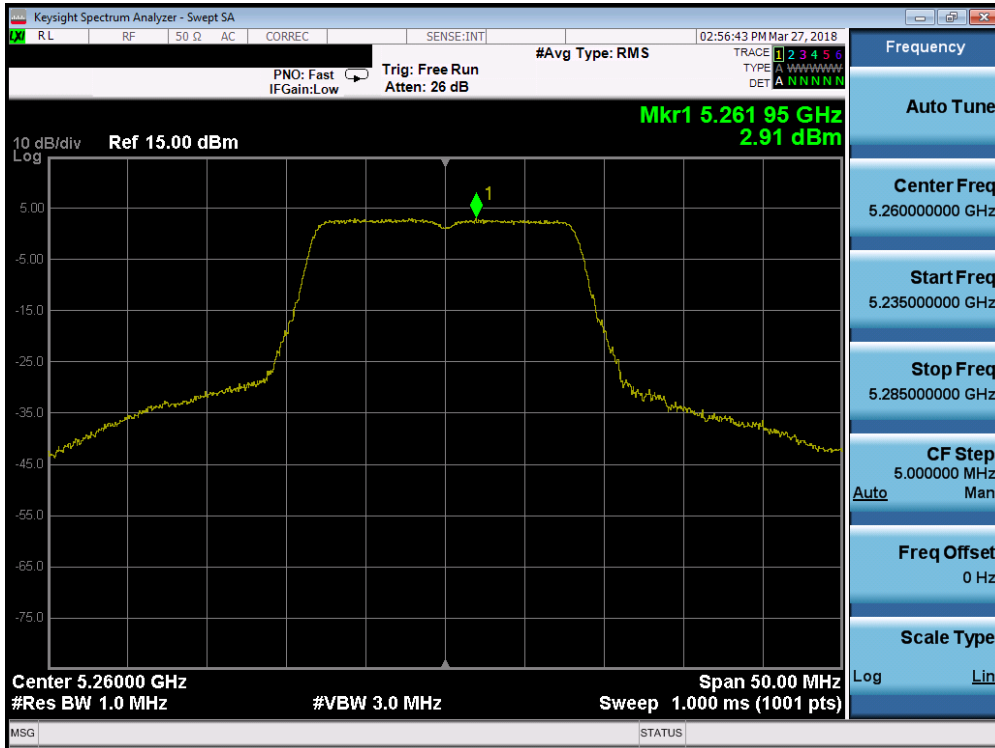 Keysight Spectrum Analyzer - Swept SA
LXI RL RF 50 Ω AC CORREC SENSE:INT 02:56:43 PM Mar 27, 2018
Frequency
#Avg Type: RMS
TRACE 1 2 3 4 5 6
TYPE A WWWWW
DET A N N N N N
PNO: Fast
IFGain:Low
Trig: Free Run
Atten: 26 dB
Auto Tune
Mkr1 5.261 95 GHz
2.91 dBm
10 dB/div Ref 15.00 dBm
Log
1
5.00
-5.00
-15.0
-25.0
-35.0
-45.0
-55.0
-65.0
-75.0
Center Freq
5.260000000 GHz
Start Freq
5.235000000 GHz
Stop Freq
5.285000000 GHz
CF Step
5.000000 MHz
Auto Man
Freq Offset
0 Hz
Scale Type
Log Lin
Center 5.26000 GHz Span 50.00 MHz
#Res BW 1.0 MHz #VBW 3.0 MHz Sweep 1.000 ms (1001 pts)
MSG STATUS